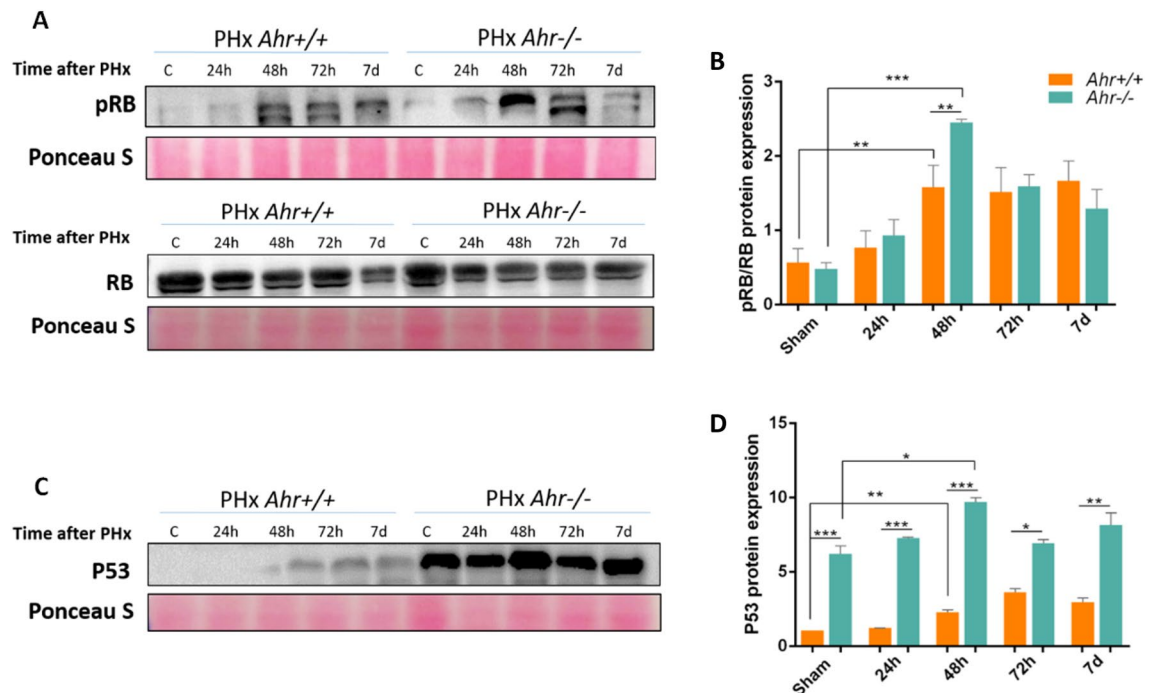 A
PHx Ahr+/+ PHx Ahr-/-
Time after PHx C 24h 48h 72h 7d C 24h 48h 72h 7d
pRB
Ponceau S
PHx Ahr+/+ PHx Ahr-/-
Time after PHx C 24h 48h 72h 7d C 24h 48h 72h 7d
RB
Ponceau S
B
pRB/RB protein expression
3
2
1
0
Ahr+/+
Ahr-/-
***
**
**
Sham 24h 48h 72h 7d
C
PHx Ahr+/+ PHx Ahr-/-
Time after PHx C 24h 48h 72h 7d C 24h 48h 72h 7d
P53
Ponceau S
D
P53 protein expression
15
10
5
0
*
**
*** *** *** * **
Sham 24h 48h 72h 7d